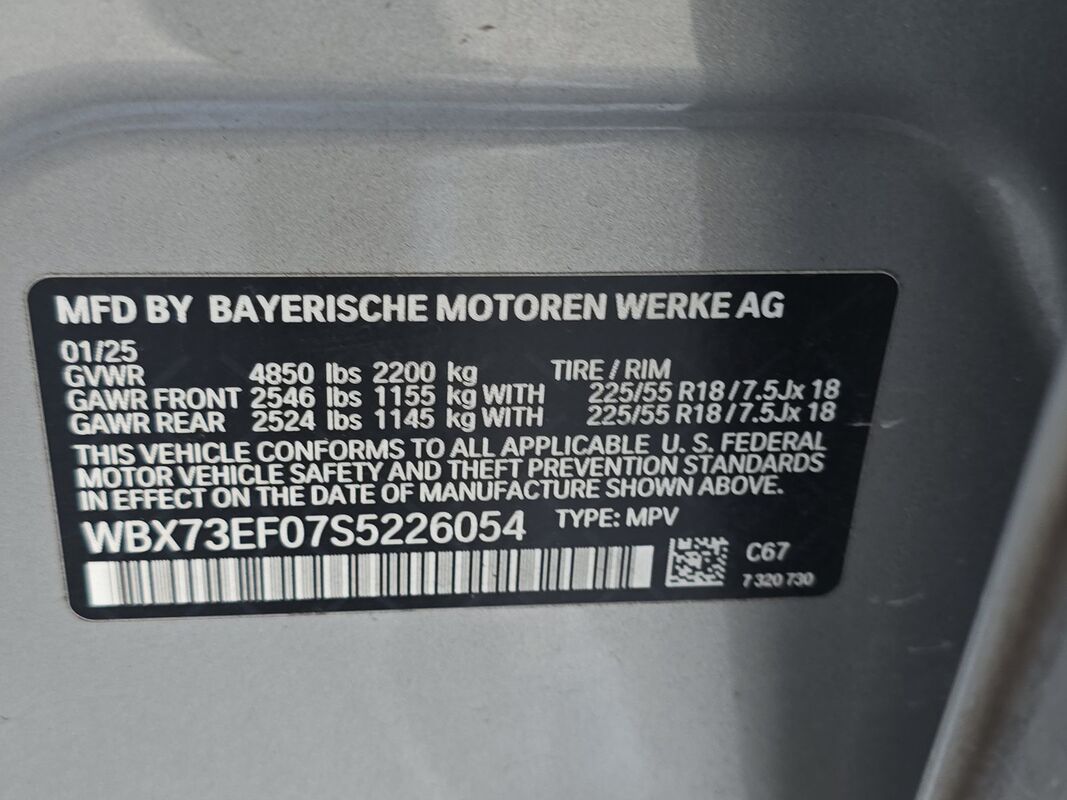 MFD BY BAYERISCHE MOTOREN WERKE AG
01/25
GVWR 4850 lbs 2200 kg TIRE / RIM
GAWR FRONT 2546 lbs 1155 kg WITH 225/55 R18 / 7.5Jx 18
GAWR REAR 2524 lbs 1145 kg WITH 225/55 R18 / 7.5Jx 18
THIS VEHICLE CONFORMS TO ALL APPLICABLE U. S. FEDERAL
MOTOR VEHICLE SAFETY AND THEFT PREVENTION STANDARDS
IN EFFECT ON THE DATE OF MANUFACTURE SHOWN ABOVE.
WBX73EF07S5226054 TYPE: MPV
C67
7 320 730